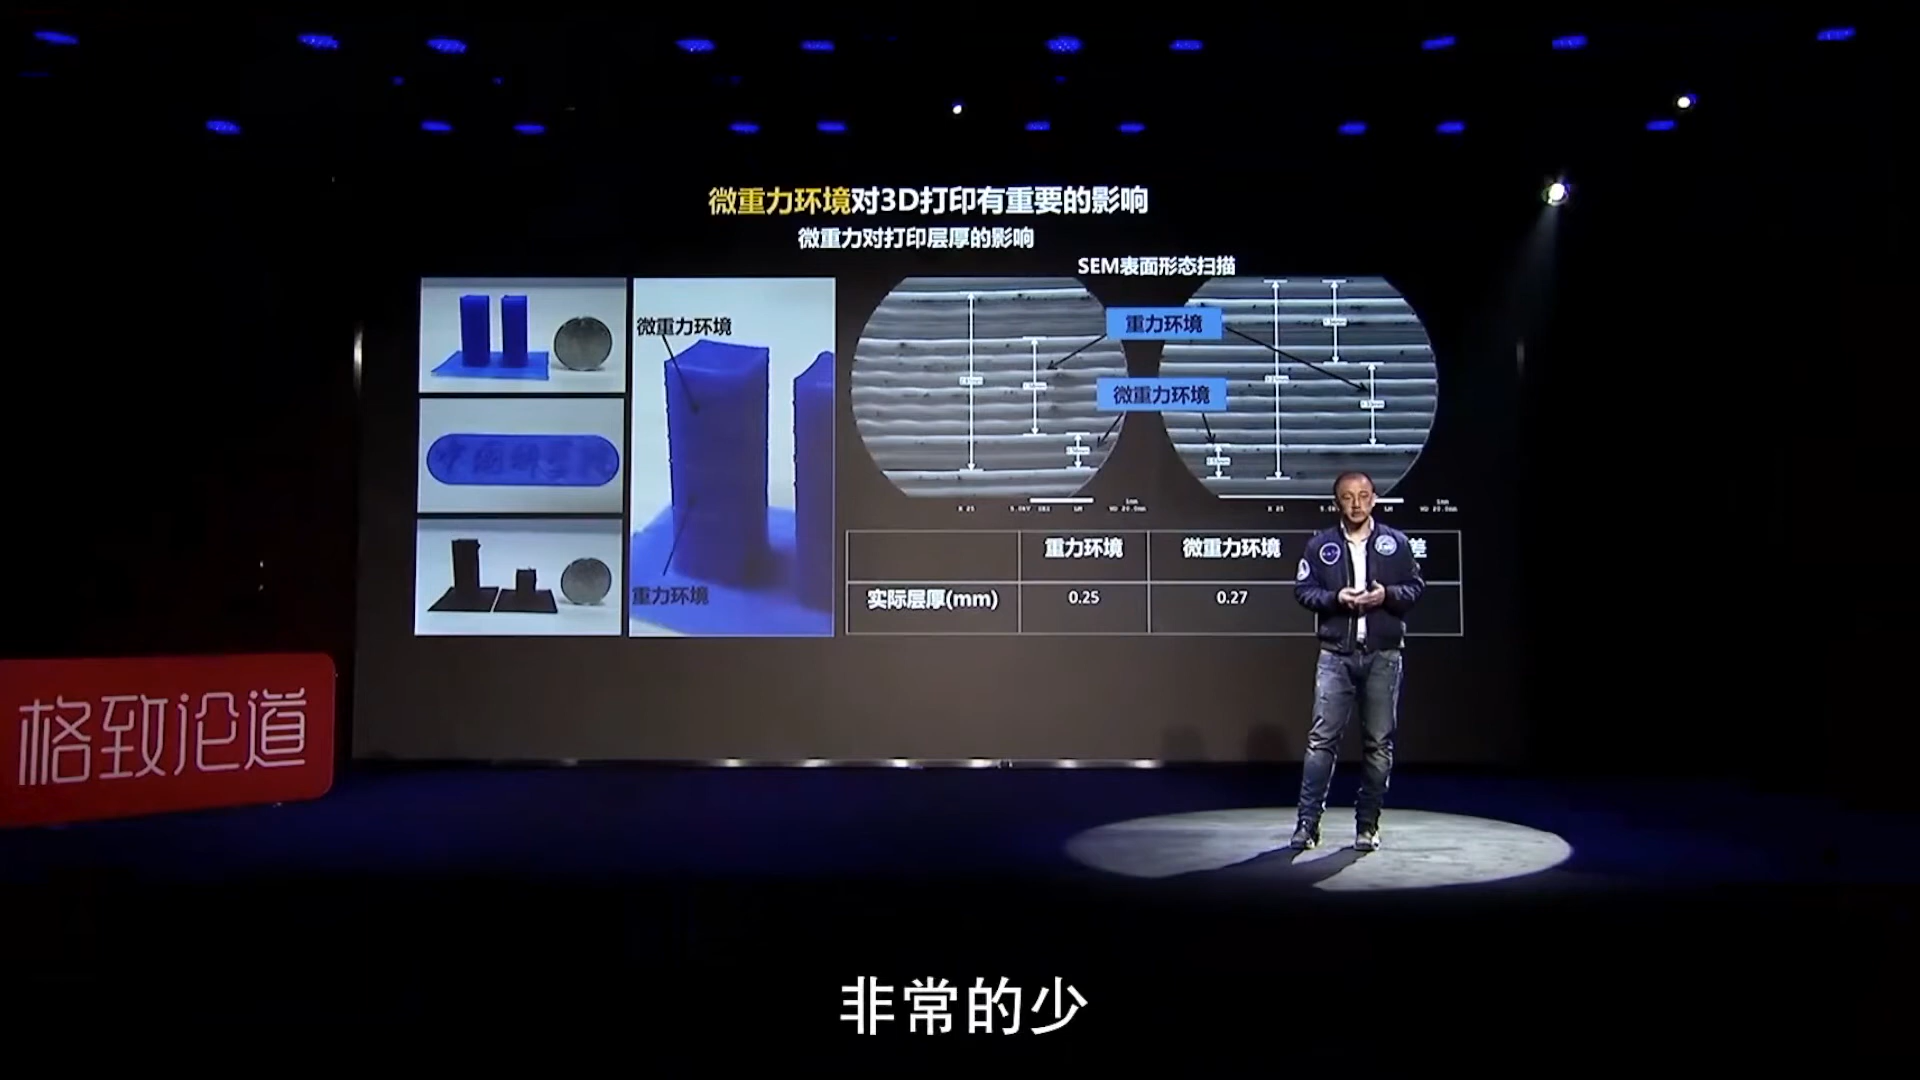 微重力环境对3D打印有重要的影响
微重力对打印层厚的影响
SEM表面形态扫描
微重力环境
重力环境
重力环境
微重力环境
重力环境 微重力环境 差
实际层厚(mm) 0.25 0.27
格致论道
非常的少